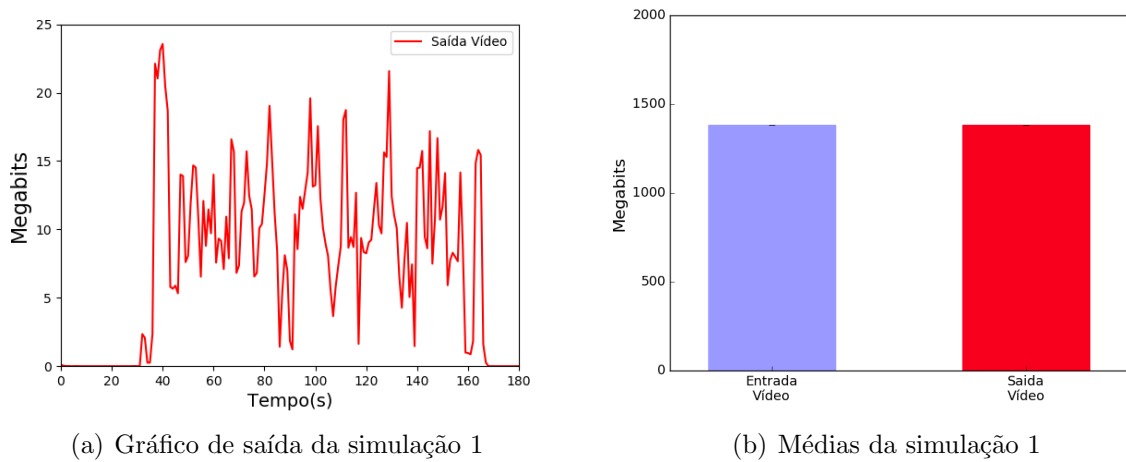 25
20
15
10
5
0
Megabits
Saída Vídeo
0 20 40 60 80 100 120 140 160 180
Tempo(s)
(a) Gráfico de saída da simulação 1
2000
1500
1000
500
0
Megabits
Entrada
Vídeo
Saida
Vídeo
(b) Médias da simulação 1